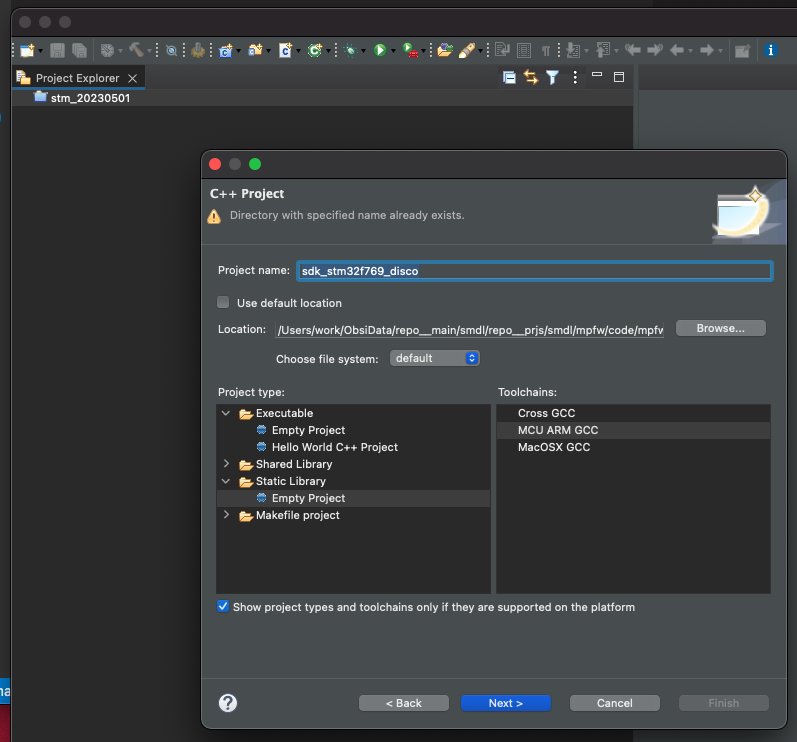 Project Explorer
stm_20230501
C++ Project
Directory with specified name already exists.
Project name: sdk_stm32f769_disco
Use default location
Location: /Users/work/ObsiData/repo__main/smdl/repo__prjs/smdl/mpfw/code/mpfw Browse...
Choose file system: default
Project type: Toolchains:
Executable Cross GCC
Empty Project MCU ARM GCC
Hello World C++ Project MacOSX GCC
Shared Library
Static Library
Empty Project
Makefile project
Show project types and toolchains only if they are supported on the platform
< Back Next > Cancel Finish